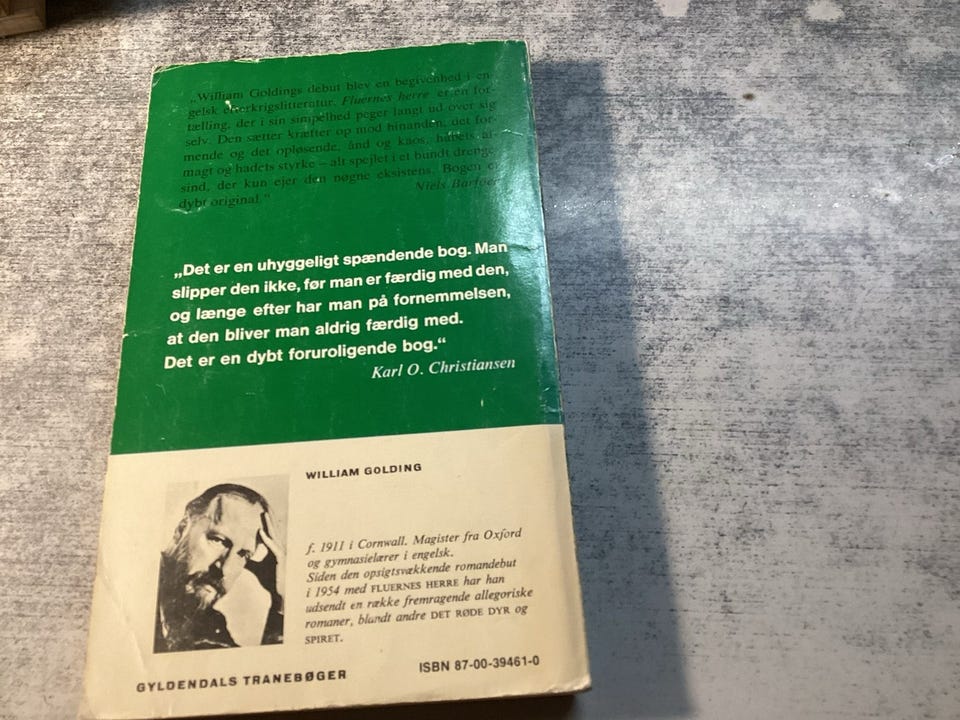 „William Goldings debut blev en begivenhed i en-
gelsk efterkrigslitteratur. Fluernes herre er en for-
tælling, der i sin simpelhed peger langt ud over sig
selv. Den sætter kræfter op mod hinanden, det for-
mende og det opløsende, ånd og kaos, håbets af-
magt og hadets styrke – alt spejlet i et bundt drenge-
sind, der kun ejer den nøgne eksistens. Bogen er
dybt original.“ Niels Barfoed
„Det er en uhyggeligt spændende bog. Man
slipper den ikke, før man er færdig med den,
og længe efter har man på fornemmelsen,
at den bliver man aldrig færdig med.
Det er en dybt foruroligende bog.“
Karl O. Christiansen
WILLIAM GOLDING
f. 1911 i Cornwall. Magister fra Oxford
og gymnasielærer i engelsk.
Siden den opsigtsvækkende romandebut
i 1954 med FLUERNES HERRE har han
udsendt en række fremragende allegoriske
romaner, blandt andre DET RØDE DYR og
SPIRET.
ISBN 87-00-39461-0
GYLDENDALS TRANEBØGER